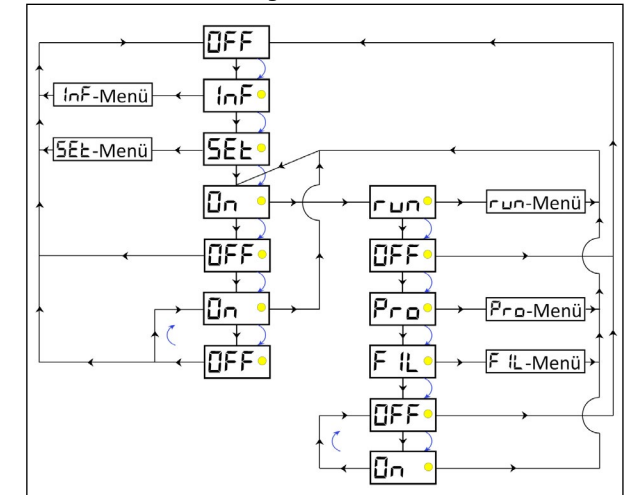 OFF
InF-Menü InF
SEt-Menü SEt
On run run-Menü
OFF OFF
On Pro Pro-Menü
OFF FIL FIL-Menü
OFF
On